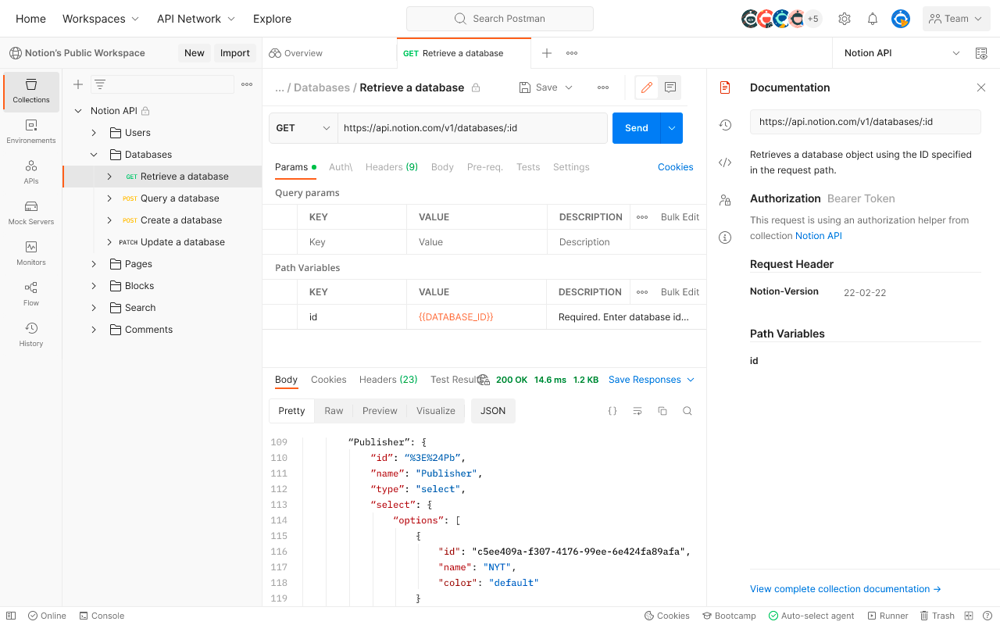 Home Workspaces API Network Explore Search Postman +5 Team
Notion’s Public Workspace New Import Overview GET Retrieve a database Notion API
Collections
Environements
APIs
Mock Servers
Monitors
Flow
History
Notion API
Users
Databases
GET Retrieve a database
POST Query a database
POST Create a database
PATCH Update a database
Pages
Blocks
Search
Comments
... / Databases / Retrieve a database Save
GET https://api.notion.com/v1/databases/:id Send
Params Auth\ Headers (9) Body Pre-req. Tests Settings Cookies
Query params
KEY VALUE DESCRIPTION Bulk Edit
Key Value Description
Path Variables
KEY VALUE DESCRIPTION Bulk Edit
id {{DATABASE_ID}} Required. Enter database id...
Body Cookies Headers (23) Test Result 200 OK 14.6 ms 1.2 KB Save Responses
Pretty Raw Preview Visualize JSON
109 “Publisher”: {
110 “id”: “%3E%24Pb”,
111 ”name”: "Publisher",
112 “type”: "select",
113 “select”: {
114 “options”: [
115 {
116 "id": "c5ee409a-f307-4176-99ee-6e424fa89afa",
117 "name": "NYT",
118 "color": "default"
119 }
Documentation
https://api.notion.com/v1/databases/:id
Retrieves a database object using the ID specified
in the request path.
Authorization Bearer Token
This request is using an authorization helper from
collection Notion API
Request Header
Notion-Version 22-02-22
Path Variables
id
View complete collection documentation →
Online Console Cookies Bootcamp Auto-select agent Runner Trash